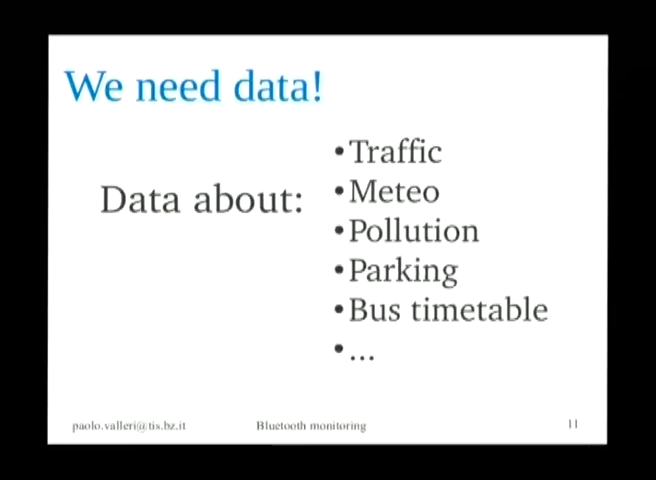 We need data!
Data about:
•Traffic
•Meteo
•Pollution
•Parking
•Bus timetable
•...
paolo.valleri@tis.bz.it Bluetooth monitoring 11